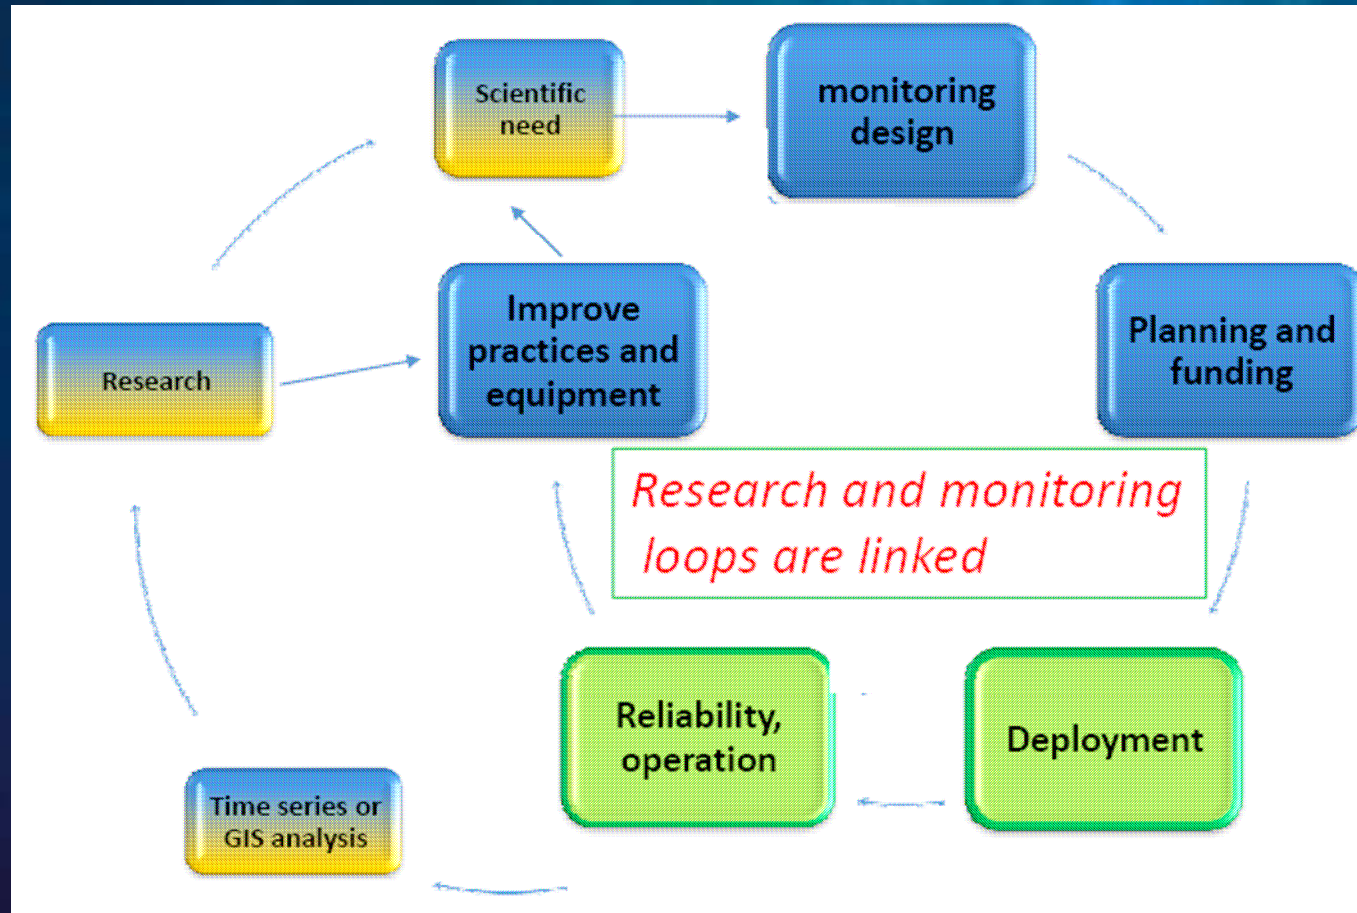 Scientific
need
monitoring
design
Improve
practices and
equipment
Planning and
funding
Research
Research and monitoring
loops are linked
Reliability,
operation
Deployment
Time series or
GIS analysis